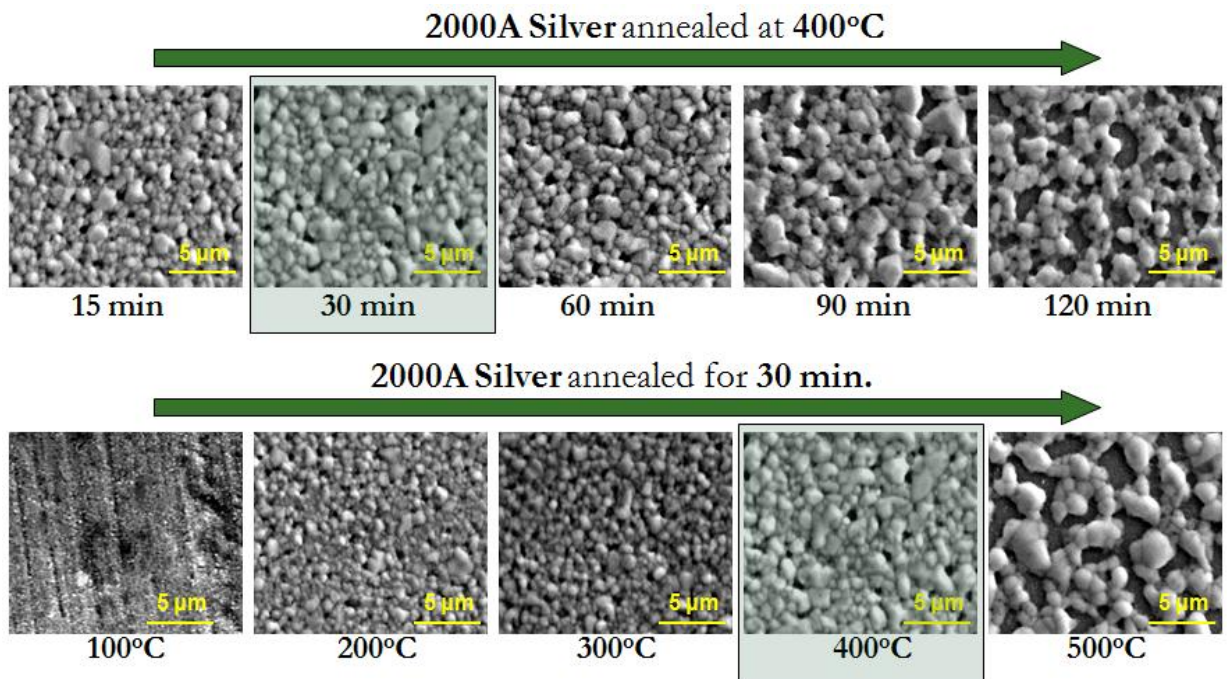 2000A Silver annealed at 400°C
5 µm 5 µm 5 µm 5 µm 5 µm
15 min 30 min 60 min 90 min 120 min
2000A Silver annealed for 30 min.
5 µm 5 µm 5 µm 5 µm 5 µm
100°C 200°C 300°C 400°C 500°C